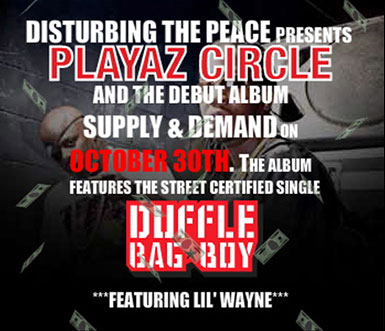 DISTURBING THE PEACE PRESENTS
PLAYAZ CIRCLE
AND THE DEBUT ALBUM
SUPPLY & DEMAND ON
OCTOBER 30TH. THE ALBUM
FEATURES THE STREET CERTIFIED SINGLE
DUFFLE
BAG BOY
***FEATURING LIL' WAYNE***